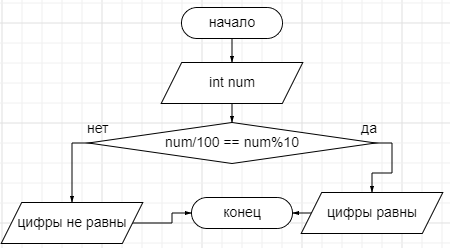 начало
int num
нет
да
num/100 == num%10
цифры не равны
конец
цифры равны